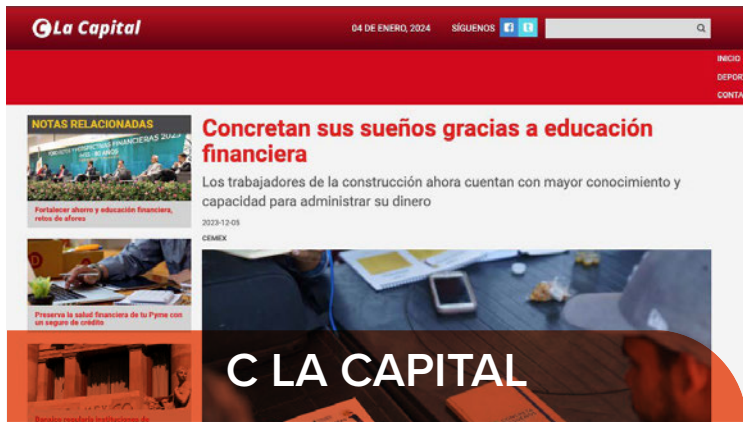 La Capital
04 DE ENERO, 2024
SÍGUENOS
INICIO
DEPOR
CONTA
NOTAS RELACIONADAS
Fortalecer ahorro y educación financiera,
retos de afores
Preserva la salud financiera de tu Pyme con
un seguro de crédito
Concretan sus sueños gracias a educación
financiera
Los trabajadores de la construcción ahora cuentan con mayor conocimiento y
capacidad para administrar su dinero
2023-12-05
CEMEX
C LA CAPITAL